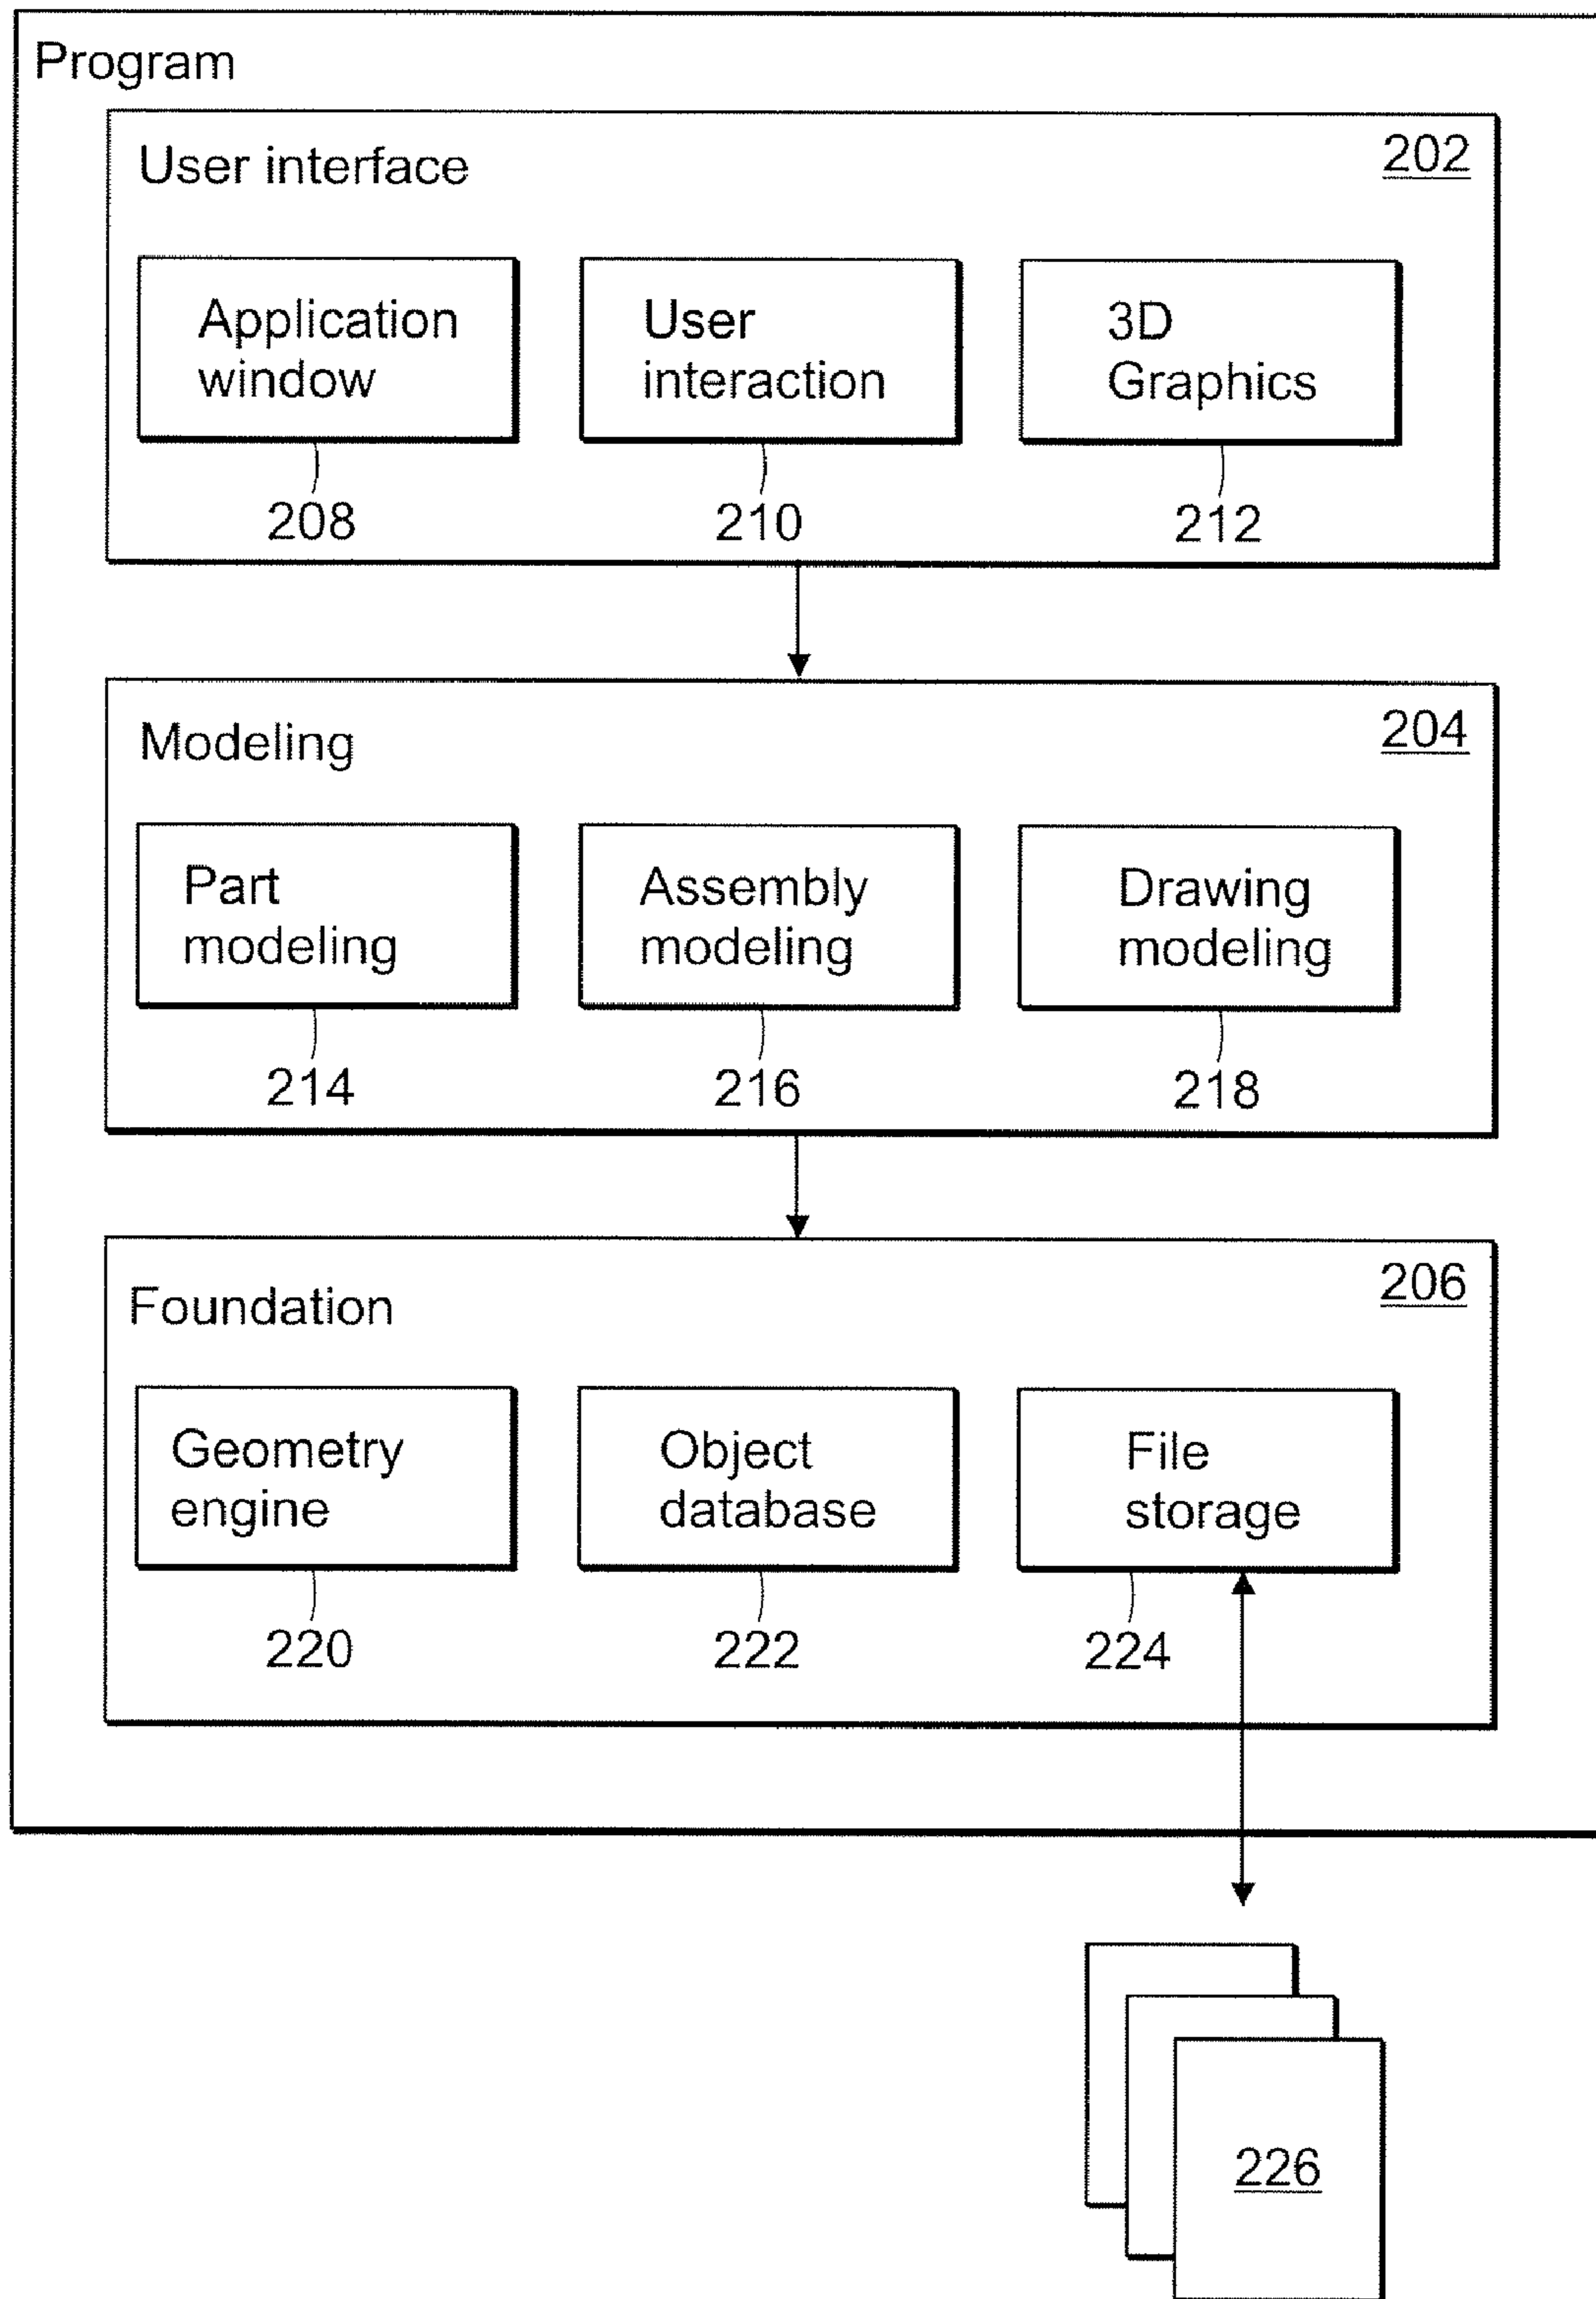 Program
User interface
202
Application
window
User
interaction
3D
Graphics
208
210
212
Modeling
204
Part
modeling
Assembly
modeling
Drawing
modeling
214
216
218
Foundation
206
Geometry
engine
Object
database
File
storage
220
222
224
226